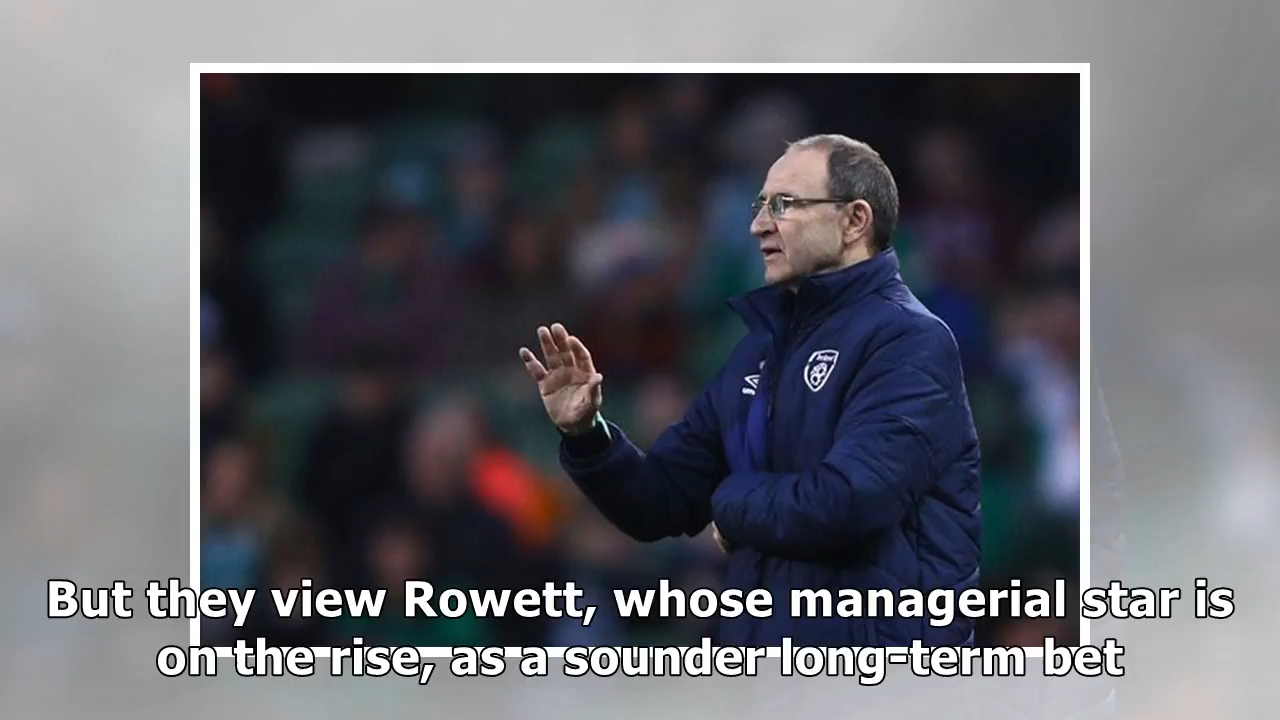 But they view Rowett, whose managerial star is
on the rise, as a sounder long-term bet